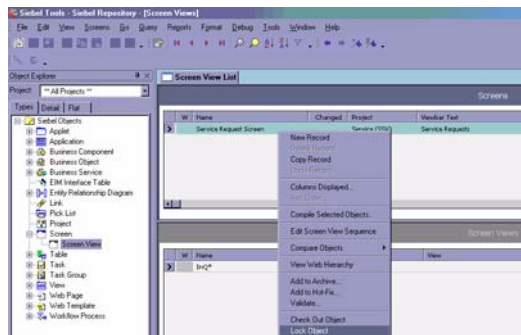 Siebel Tools - Siebel Repository - [Screen Views]
File Edit View Screens Go Query Reports Format Debug Tools Window Help
Object Explorer
Project: ** All Projects **
Types Detail Flat
Siebel Objects
Applet
Application
Business Component
Business Object
Business Service
EIM Interface Table
Entity Relationship Diagram
Link
Pick List
Project
Screen
Screen View
Table
Task
Task Group
View
Web Page
Web Template
Workflow Process
Screen View List
Screens
W Name Changed Project Viewbar Text
Service Request Screen Service (SSV) Service Requests
New Record
Copy Record
Columns Displayed...
Compile Selected Objects...
Edit Screen View Sequence
Compare Objects
View Web Hierarchy
Add to Archive...
Add to Hot-Fix...
Validate...
Check Out Object
Lock Object
Screen Views
W Name View